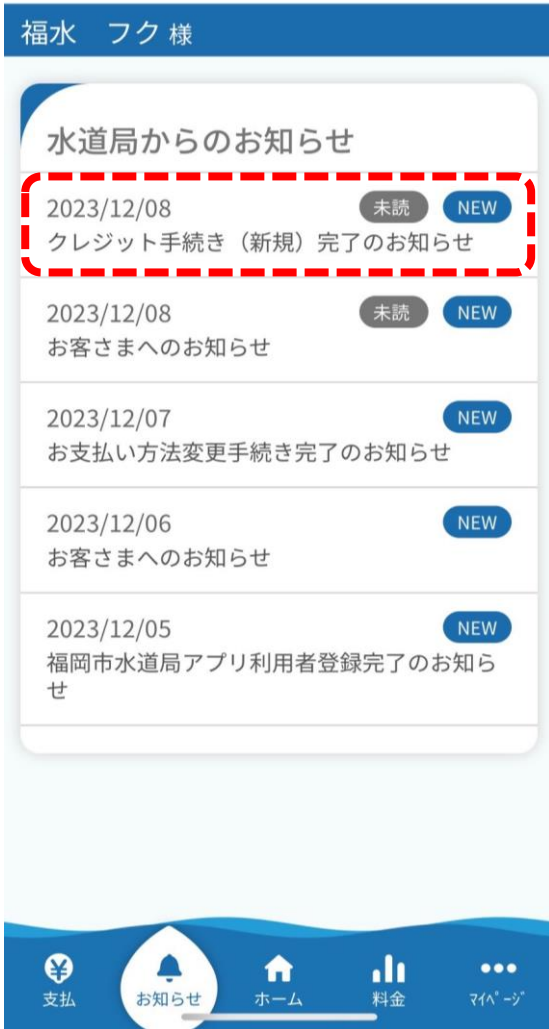 福水　フク 様
水道局からのお知らせ
2023/12/08 未読 NEW
クレジット手続き（新規）完了のお知らせ
2023/12/08 未読 NEW
お客さまへのお知らせ
2023/12/07 NEW
お支払い方法変更手続き完了のお知らせ
2023/12/06 NEW
お客さまへのお知らせ
2023/12/05 NEW
福岡市水道局アプリ利用者登録完了のお知ら
せ
支払 お知らせ ホーム 料金 ﾏｲﾍﾟｰｼﾞ